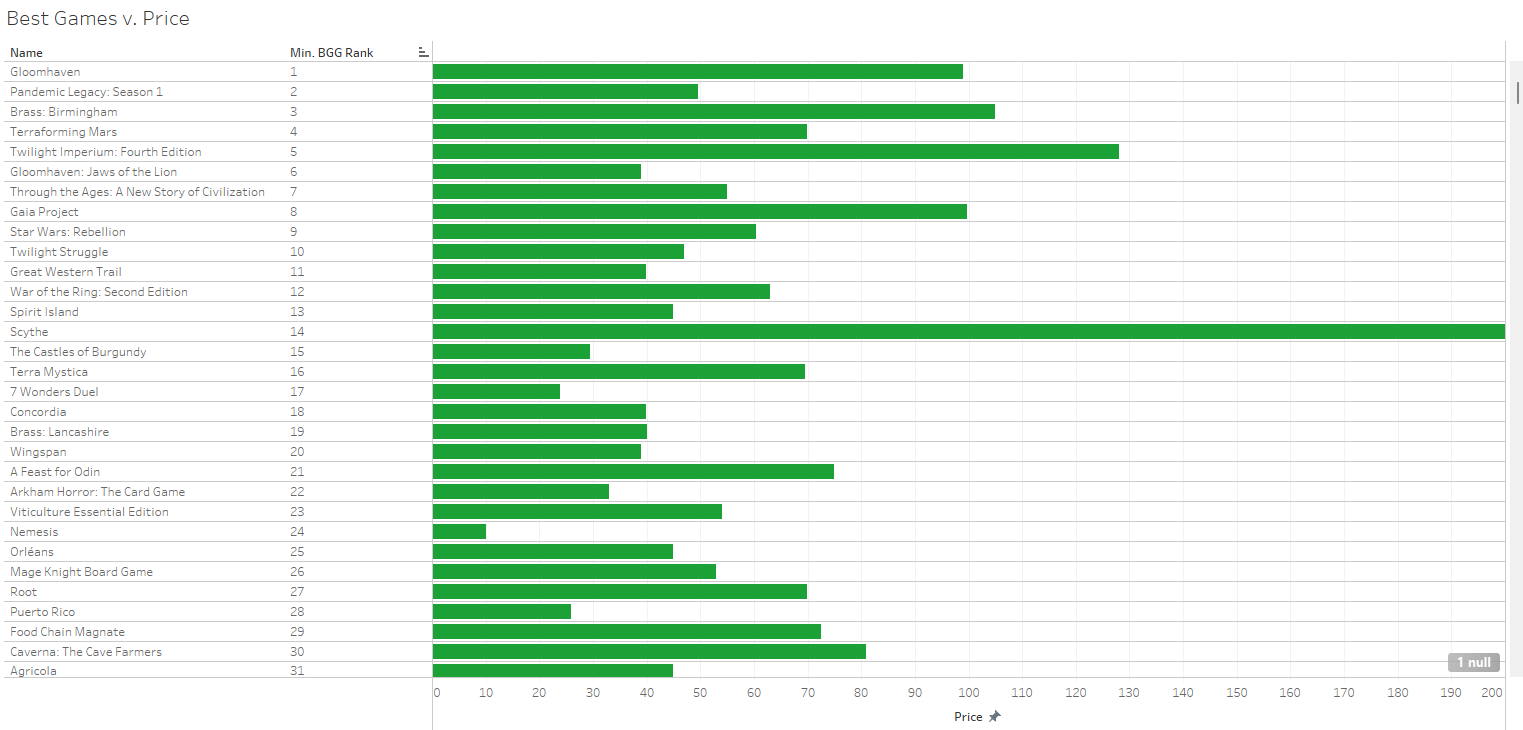 Best Games v. Price
Name Min. BGG Rank
Gloomhaven 1
Pandemic Legacy: Season 1 2
Brass: Birmingham 3
Terraforming Mars 4
Twilight Imperium: Fourth Edition 5
Gloomhaven: Jaws of the Lion 6
Through the Ages: A New Story of Civilization 7
Gaia Project 8
Star Wars: Rebellion 9
Twilight Struggle 10
Great Western Trail 11
War of the Ring: Second Edition 12
Spirit Island 13
Scythe 14
The Castles of Burgundy 15
Terra Mystica 16
7 Wonders Duel 17
Concordia 18
Brass: Lancashire 19
Wingspan 20
A Feast for Odin 21
Arkham Horror: The Card Game 22
Viticulture Essential Edition 23
Nemesis 24
Orléans 25
Mage Knight Board Game 26
Root 27
Puerto Rico 28
Food Chain Magnate 29
Caverna: The Cave Farmers 30
Agricola 31
1 null
0 10 20 30 40 50 60 70 80 90 100 110 120 130 140 150 160 170 180 190 200
Price